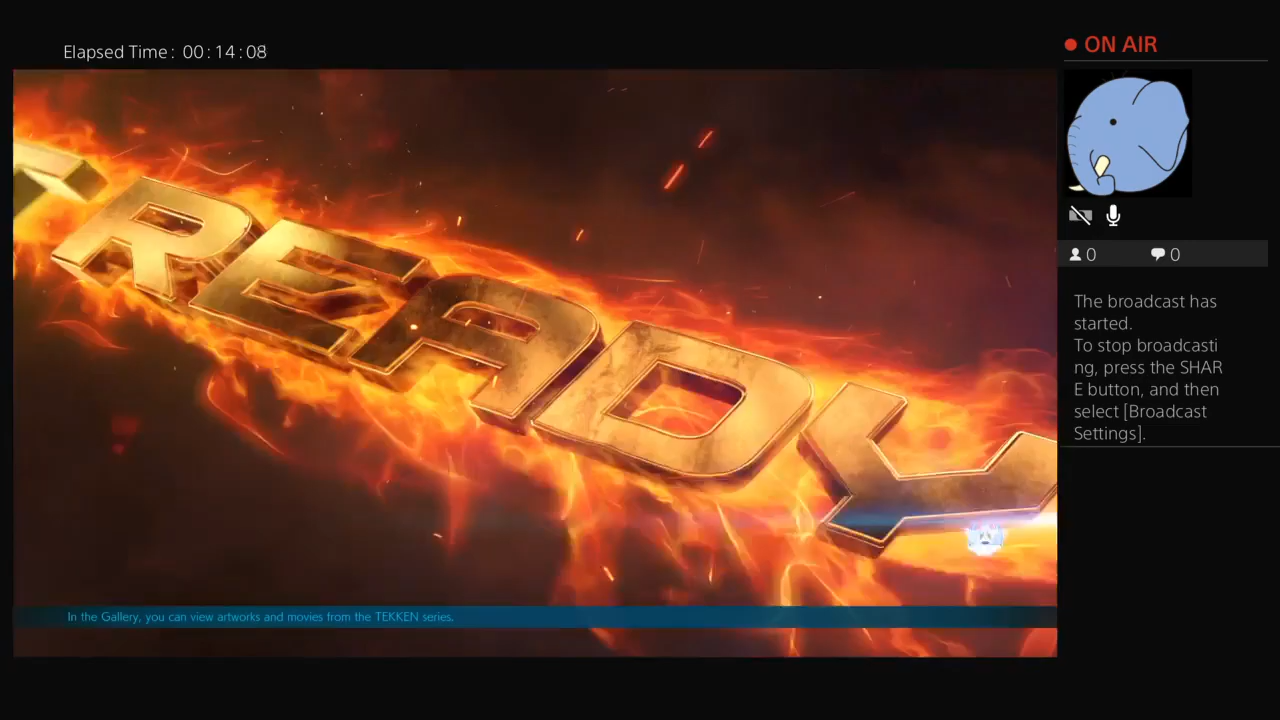 Elapsed Time: 00:14:08
ON AIR
READY
0 0
The broadcast has
started.
To stop broadcasti
ng, press the SHAR
E button, and then
select [Broadcast
Settings].
In the Gallery, you can view artworks and movies from the TEKKEN series.